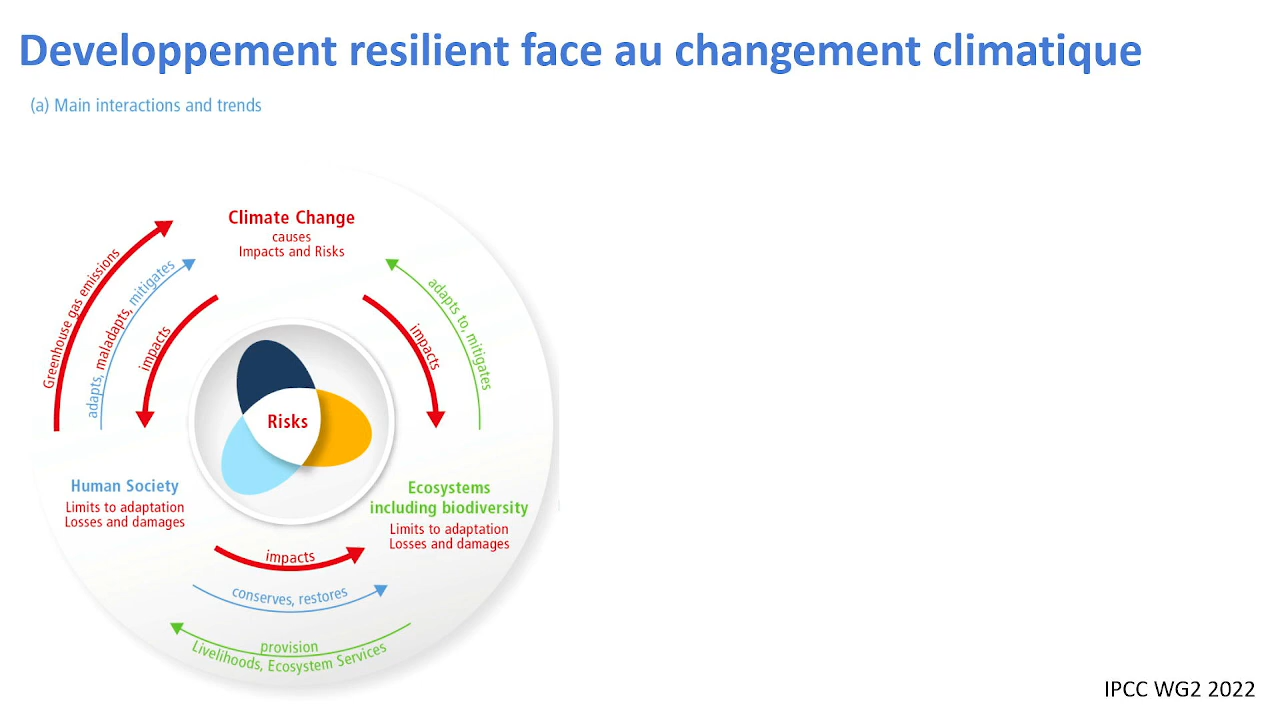 Developpement resilient face au changement climatique
(a) Main interactions and trends
Climate Change
causes
Impacts and Risks
Greenhouse gas emissions
adapts, maladapts, mitigates
impacts
impacts
adapts to, mitigates
Risks
Human Society
Limits to adaptation
Losses and damages
Ecosystems
including biodiversity
Limits to adaptation
Losses and damages
impacts
conserves, restores
provision
Livelihoods, Ecosystem Services
IPCC WG2 2022